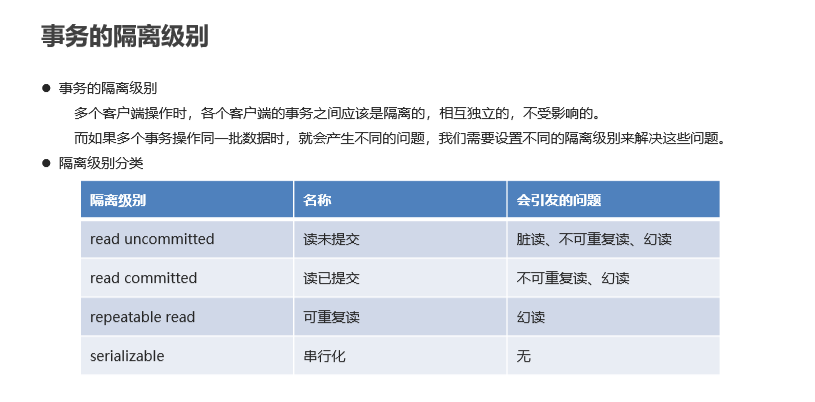 事务的隔离级别
● 事务的隔离级别
多个客户端操作时，各个客户端的事务之间应该是隔离的，相互独立的，不受影响的。
而如果多个事务操作同一批数据时，就会产生不同的问题，我们需要设置不同的隔离级别来解决这些问题。
● 隔离级别分类
隔离级别 名称 会引发的问题
read uncommitted 读未提交 脏读、不可重复读、幻读
read committed 读已提交 不可重复读、幻读
repeatable read 可重复读 幻读
serializable 串行化 无